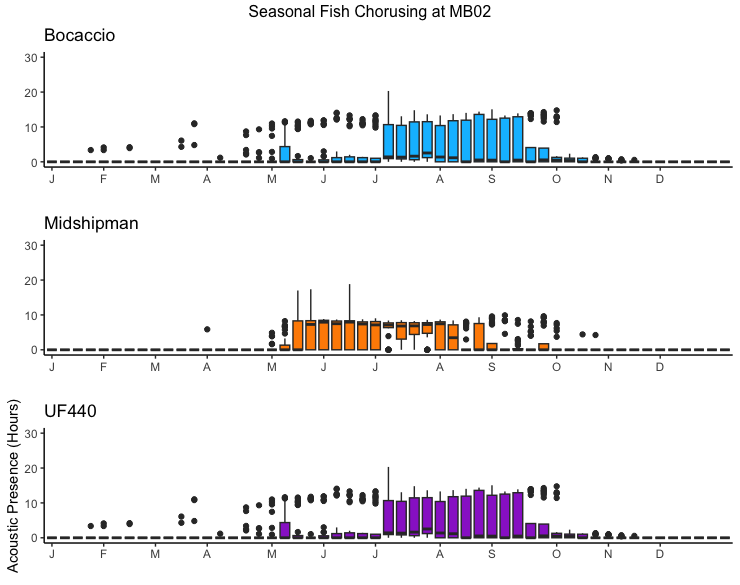 Seasonal Fish Chorusing at MB02
Bocaccio
30
20
10
0
J F M A M J J A S O N D
Midshipman
30
20
10
0
J F M A M J J A S O N D
UF440
30
20
10
0
J F M A M J J A S O N D
Acoustic Presence (Hours)